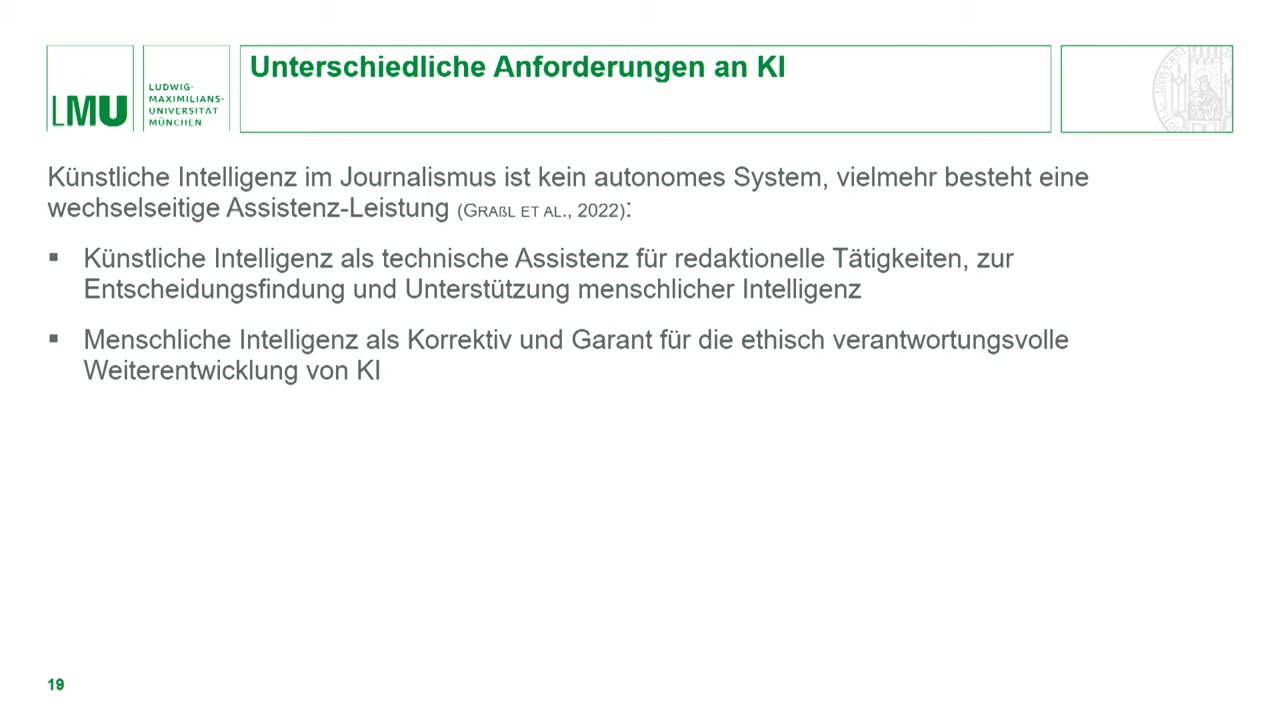 LMU
LUDWIG-
MAXIMILIANS-
UNIVERSITÄT
MÜNCHEN
Unterschiedliche Anforderungen an KI
Künstliche Intelligenz im Journalismus ist kein autonomes System, vielmehr besteht eine
wechselseitige Assistenz-Leistung (GRAßL ET AL., 2022):
▪ Künstliche Intelligenz als technische Assistenz für redaktionelle Tätigkeiten, zur
Entscheidungsfindung und Unterstützung menschlicher Intelligenz
▪ Menschliche Intelligenz als Korrektiv und Garant für die ethisch verantwortungsvolle
Weiterentwicklung von KI
19